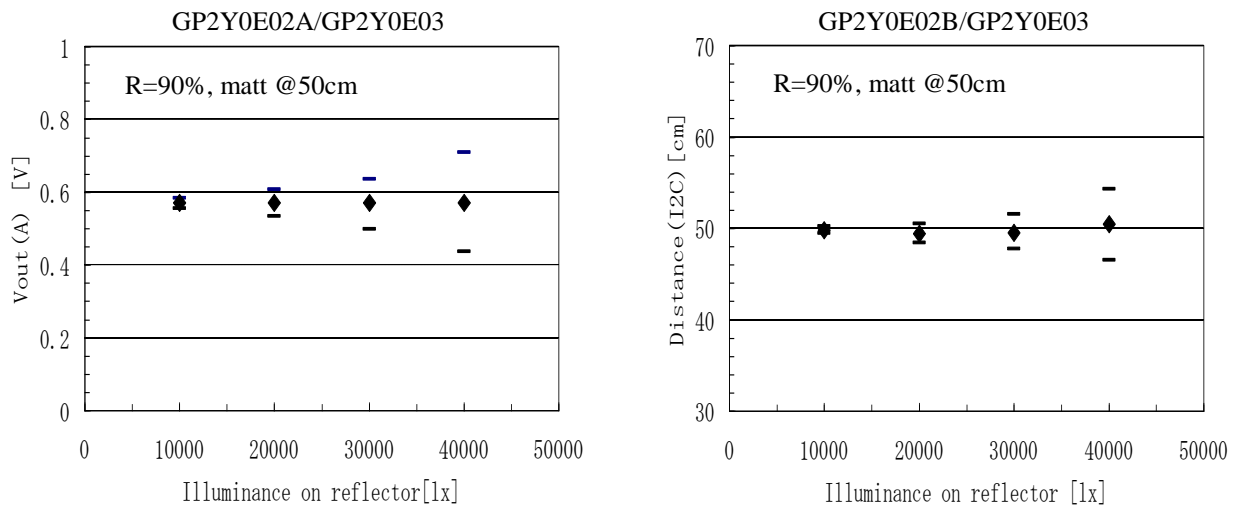 GP2Y0E02A/GP2Y0E03
R=90%, matt @50cm
Vout(A) [V]
1
0.8
0.6
0.4
0.2
0
0 10000 20000 30000 40000 50000
Illuminance on reflector[lx]
GP2Y0E02B/GP2Y0E03
R=90%, matt @50cm
Distance(I2C)[cm]
70
60
50
40
30
0 10000 20000 30000 40000 50000
Illuminance on reflector [lx]